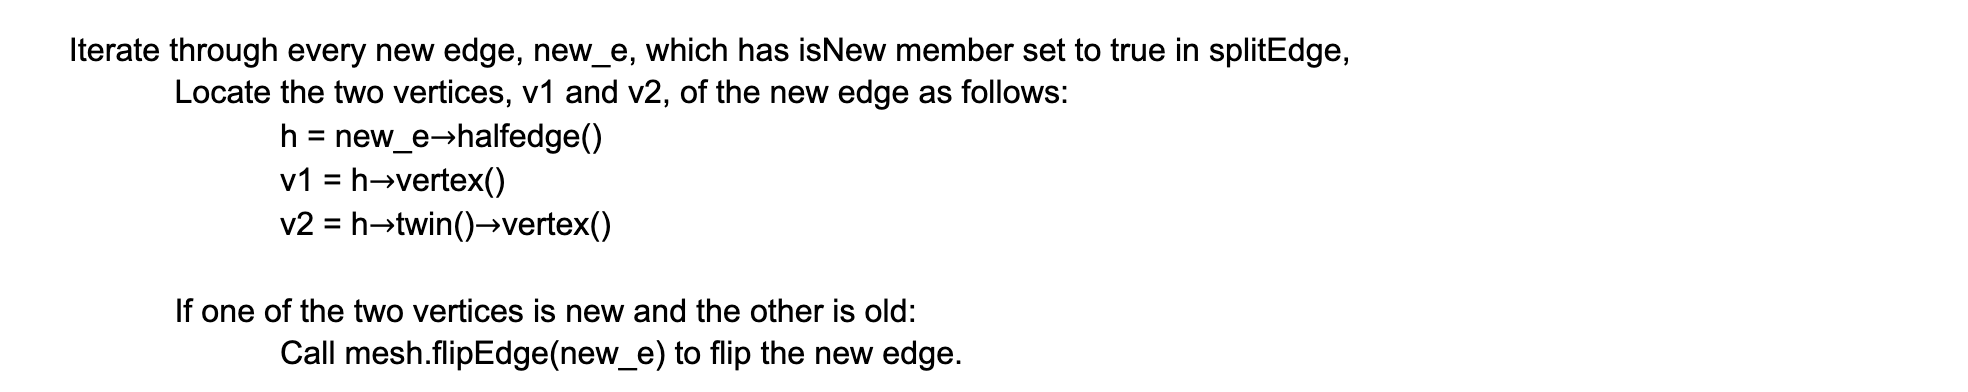 Iterate through every new edge, new_e, which has isNew member set to true in splitEdge,
Locate the two vertices, v1 and v2, of the new edge as follows:
h = new_e→halfedge()
v1 = h→vertex()
v2 = h→twin()→vertex()
If one of the two vertices is new and the other is old:
Call mesh.flipEdge(new_e) to flip the new edge.